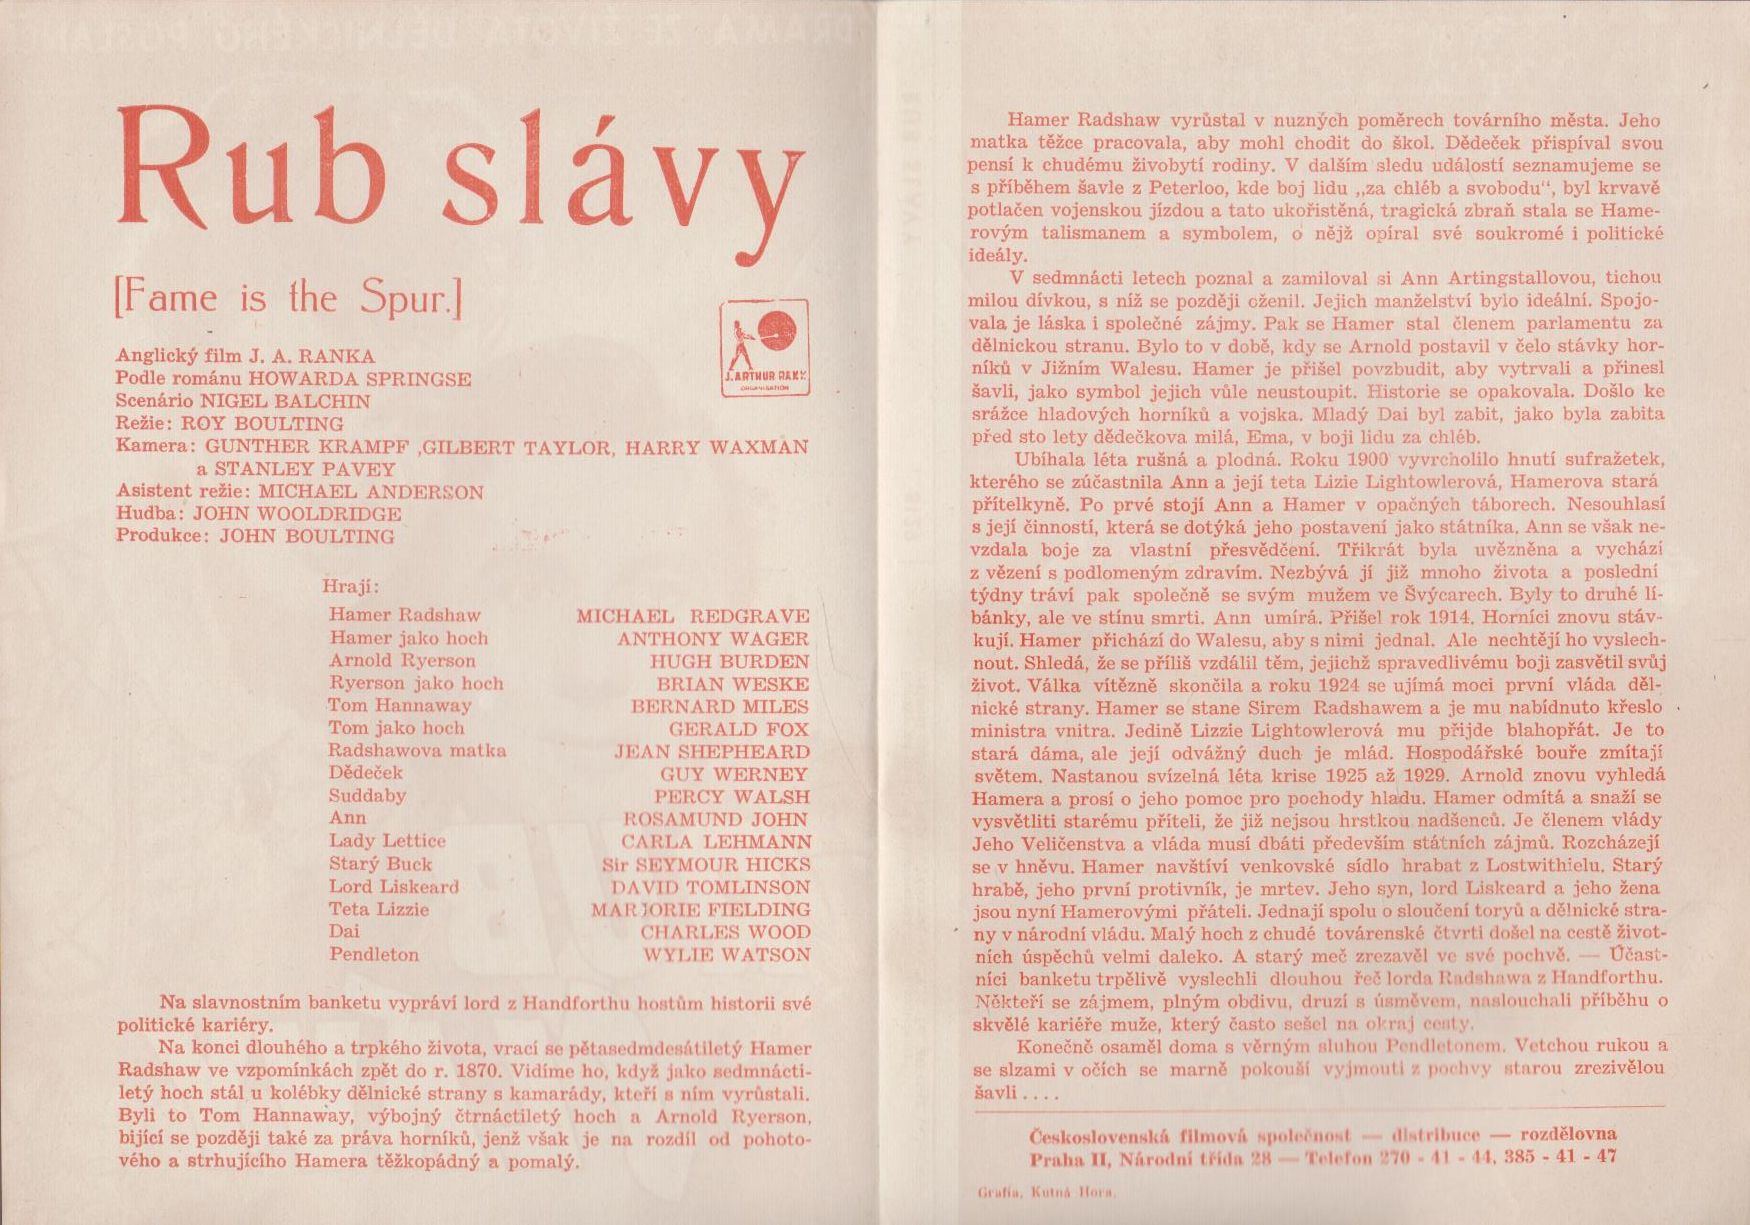 Rub slávy
[Fame is the Spur.]
J. ARTHUR RANK
ORGANISATION
Anglický film J. A. RANKA
Podle románu HOWARDA SPRINGSE
Scenário NIGEL BALCHIN
Režie: ROY BOULTING
Kamera: GUNTHER KRAMPF ,GILBERT TAYLOR, HARRY WAXMAN
a STANLEY PAVEY
Asistent režie: MICHAEL ANDERSON
Hudba: JOHN WOOLDRIDGE
Produkce: JOHN BOULTING
Hrají:
Hamer Radshaw MICHAEL REDGRAVE
Hamer jako hoch ANTHONY WAGER
Arnold Ryerson HUGH BURDEN
Ryerson jako hoch BRIAN WESKE
Tom Hannaway BERNARD MILES
Tom jako hoch GERALD FOX
Radshawova matka JEAN SHEPHEARD
Dědeček GUY WERNEY
Suddaby PERCY WALSH
Ann ROSAMUND JOHN
Lady Lettice CARLA LEHMANN
Starý Buck Sir SEYMOUR HICKS
Lord Liskeard DAVID TOMLINSON
Teta Lizzie MARJORIE FIELDING
Dai CHARLES WOOD
Pendleton WYLIE WATSON
Na slavnostním banketu vypráví lord z Handforthu hostům historii své
politické kariéry.
Na konci dlouhého a trpkého života, vrací se pětasedmdesátiletý Hamer
Radshaw ve vzpomínkách zpět do r. 1870. Vidíme ho, když jako sedmnácti-
letý hoch stál u kolébky dělnické strany s kamarády, kteří s ním vyrůstali.
Byli to Tom Hannaway, výbojný čtrnáctiletý hoch a Arnold Ryerson,
bijící se později také za práva horníků, jenž však je na rozdíl od pohoto-
vého a strhujícího Hamera těžkopádný a pomalý.
Hamer Radshaw vyrůstal v nuzných poměrech továrního města. Jeho
matka těžce pracovala, aby mohl chodit do škol. Dědeček přispíval svou
pensí k chudému živobytí rodiny. V dalším sledu událostí seznamujeme se
s příběhem šavle z Peterloo, kde boj lidu „za chléb a svobodu“, byl krvavě
potlačen vojenskou jízdou a tato ukořistěná, tragická zbraň stala se Hame-
rovým talismanem a symbolem, o nějž opíral své soukromé i politické
ideály.
V sedmnácti letech poznal a zamiloval si Ann Artingstallovou, tichou
milou dívkou, s níž se později oženil. Jejich manželství bylo ideální. Spojo-
vala je láska i společné zájmy. Pak se Hamer stal členem parlamentu za
dělnickou stranu. Bylo to v době, kdy se Arnold postavil v čelo stávky hor-
níků v Jižním Walesu. Hamer je přišel povzbudit, aby vytrvali a přinesl
šavli, jako symbol jejich vůle neustoupit. Historie se opakovala. Došlo ke
srážce hladových horníků a vojska. Mladý Dai byl zabit, jako byla zabita
před sto lety dědečkova milá, Ema, v boji lidu za chléb.
Ubíhala léta rušná a plodná. Roku 1900 vyvrcholilo hnutí sufražetek,
kterého se zúčastnila Ann a její teta Lizie Lightowlerová, Hamerova stará
přítelkyně. Po prvé stojí Ann a Hamer v opačných táborech. Nesouhlasí
s její činností, která se dotýká jeho postavení jako státníka. Ann se však ne-
vzdala boje za vlastní přesvědčení. Třikrát byla uvězněna a vychází
z vězení s podlomeným zdravím. Nezbývá jí již mnoho života a poslední
týdny tráví pak společně se svým mužem ve Švýcarech. Byly to druhé lí-
bánky, ale ve stínu smrti. Ann umírá. Přišel rok 1914. Horníci znovu stáv-
kují. Hamer přichází do Walesu, aby s nimi jednal. Ale nechtějí ho vyslech-
nout. Shledá, že se příliš vzdálil těm, jejichž spravedlivému boji zasvětil svůj
život. Válka vítězně skončila a roku 1924 se ujímá moci první vláda děl-
nické strany. Hamer se stane Sirem Radshawem a je mu nabídnuto křeslo
ministra vnitra. Jedině Lizzie Lightowlerová mu přijde blahopřát. Je to
stará dáma, ale její odvážný duch je mlád. Hospodářské bouře zmítají
světem. Nastanou svízelná léta krise 1925 až 1929. Arnold znovu vyhledá
Hamera a prosí o jeho pomoc pro pochody hladu. Hamer odmítá a snaží se
vysvětliti starému příteli, že již nejsou hrstkou nadšenců. Je členem vlády
Jeho Veličenstva a vláda musí dbáti především státních zájmů. Rozcházejí
se v hněvu. Hamer navštíví venkovské sídlo hrabat z Lostwithielu. Starý
hrabě, jeho první protivník, je mrtev. Jeho syn, lord Liskeard a jeho žena
jsou nyní Hamerovými přáteli. Jednají spolu o sloučení toryů a dělnické stra-
ny v národní vládu. Malý hoch z chudé továrenské čtvrti došel na cestě život-
ních úspěchů velmi daleko. A starý meč zrezavěl ve své pochvě. — Účast-
níci banketu trpělivě vyslechli dlouhou řeč lorda Radshawa z Handforthu.
Někteří se zájmem, plným obdivu, druzí s úsměvem, naslouchali příběhu o
skvělé kariéře muže, který často sešel na okraj cesty.
Konečně osaměl doma s věrným sluhou Pendletonem. Vetchou rukou a
se slzami v očích se marně pokouší vyjmouti z pochvy starou zrezivělou
šavli . . . .
Československá filmová společnost — distribuce — rozdělovna
Praha II, Národní třída 28 — Telefon 270 - 41 - 44, 385 - 41 - 47
Grafia, Kutná Hora.